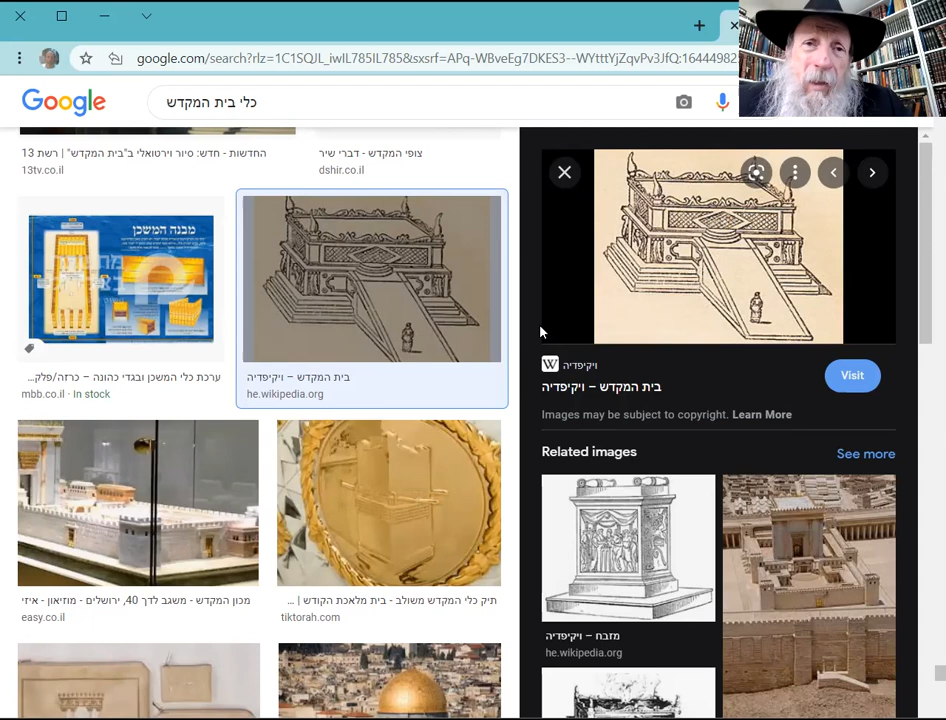 google.com/search?rlz=1C1SQJL_iwIL785IL785&sxsrf=APq-WBveEg7DKES3--WYtttYjZqvPv3JfQ:16444982
Google
כלי בית המקדש
החדשות - חדש: סיור וירטואלי ב"בית המקדש" | רשת 13
13tv.co.il
צופי המקדש - דברי שיר
dshir.co.il
מבנה המשכן
ערכת כלי המשכן ובגדי כהונה – כרזה/פלק...
mbb.co.il · In stock
בית המקדש – ויקיפדיה
he.wikipedia.org
מכון המקדש - משגב לדך 40, ירושלים - מוזיאון - איזי
easy.co.il
תיק כלי המקדש משולב - בית מלאכת הקודש | ...
tiktorah.com
W ויקיפדיה
בית המקדש – ויקיפדיה
Visit
Images may be subject to copyright. Learn More
Related images
See more
מזבח – ויקיפדיה
he.wikipedia.org